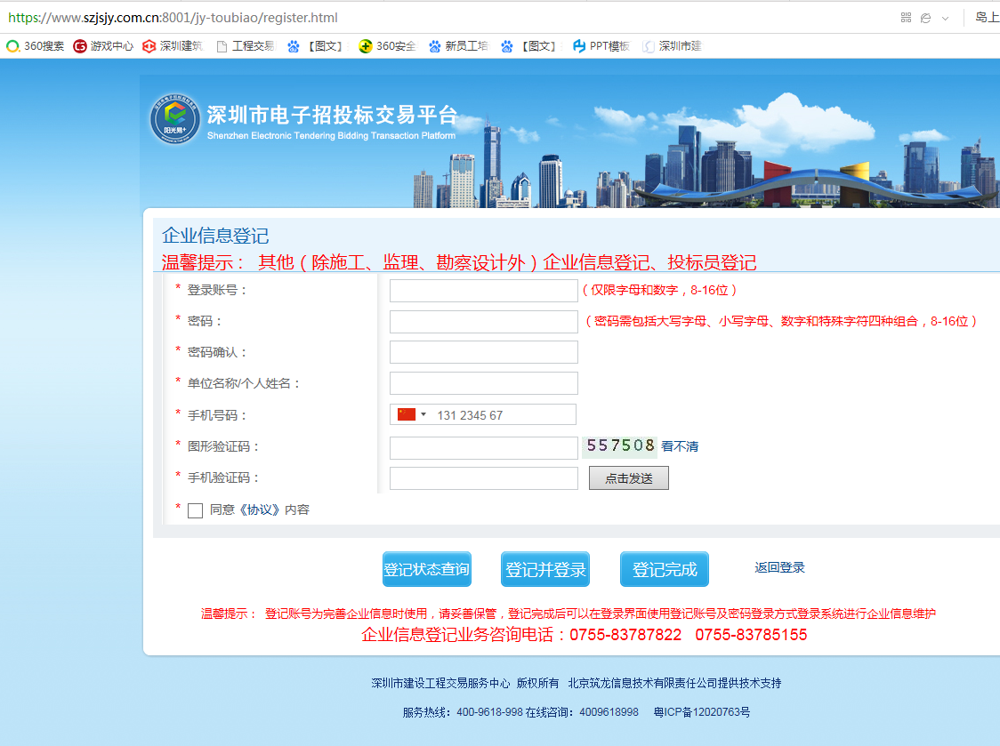 https://www.szjsjy.com.cn:8001/jy-toubiao/register.html 岛上
360搜索 游戏中心 深圳建筑 工程交易 【图文】 360安全 新员工培 【图文】 PPT模板 深圳市建
阳光易+
深圳市电子招投标交易平台
Shenzhen Electronic Tendering Bidding Transaction Platform
企业信息登记
温馨提示： 其他（除施工、监理、勘察设计外）企业信息登记、投标员登记
* 登录账号： （仅限字母和数字，8-16位）
* 密码： （密码需包括大写字母、小写字母、数字和特殊字符四种组合，8-16位）
* 密码确认：
* 单位名称/个人姓名：
* 手机号码： 131 2345 67
* 图形验证码： 557508 看不清
* 手机验证码： 点击发送
* 同意《协议》内容
登记状态查询 登记并登录 登记完成 返回登录
温馨提示： 登记账号为完善企业信息时使用，请妥善保管，登记完成后可以在登录界面使用登记账号及密码登录方式登录系统进行企业信息维护
企业信息登记业务咨询电话：0755-83787822 0755-83785155
深圳市建设工程交易服务中心 版权所有 北京筑龙信息技术有限责任公司提供技术支持
服务热线：400-9618-998 在线咨询：4009618998 粤ICP备12020763号